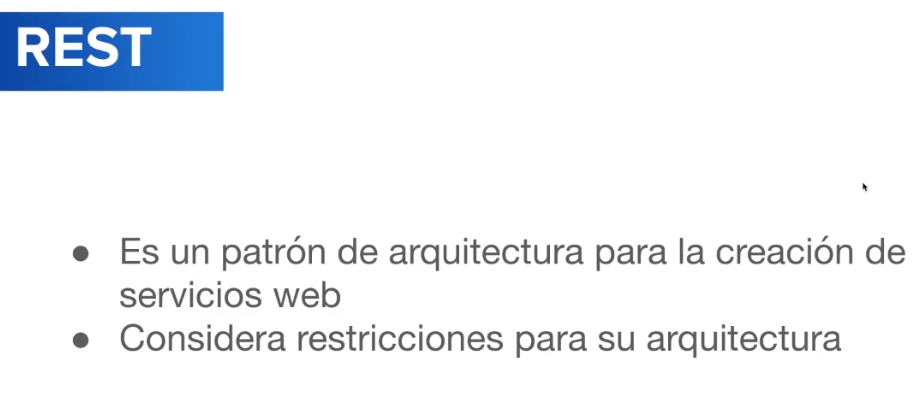 REST
● Es un patrón de arquitectura para la creación de
servicios web
● Considera restricciones para su arquitectura